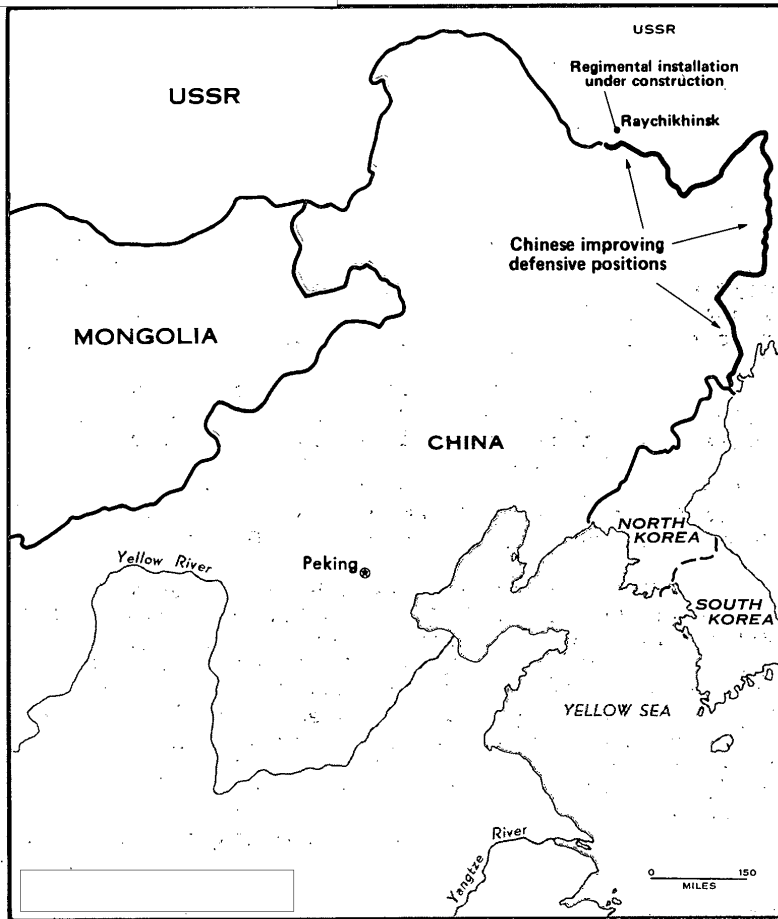 USSR
USSR
Regimental installation
under construction
Raychikhinsk
Chinese improving
defensive positions
MONGOLIA
CHINA
NORTH
KOREA
Yellow River
Peking
SOUTH
KOREA
YELLOW SEA
Yangtze River
0 150
MILES